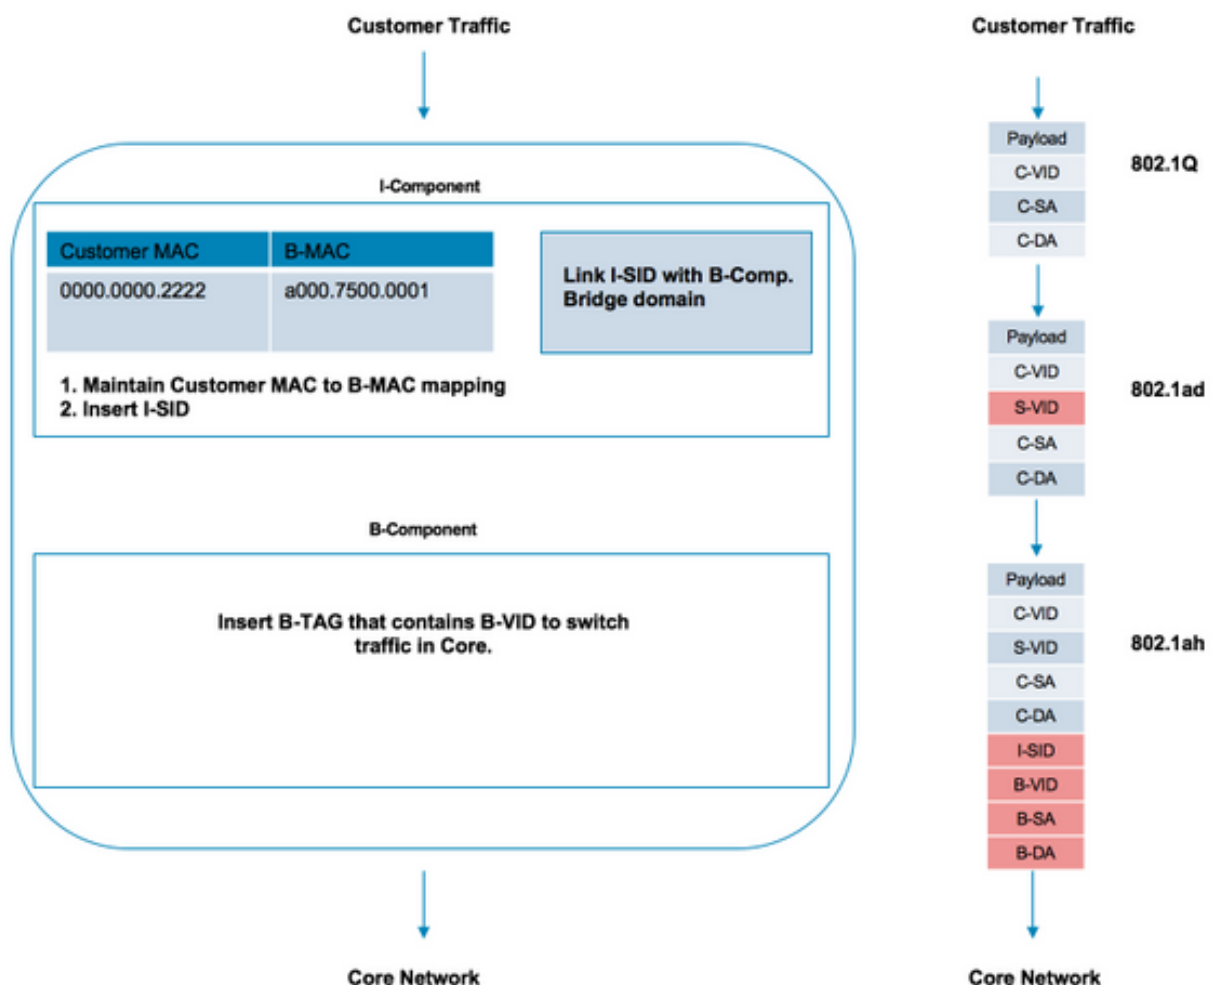 Customer Traffic
I-Component
Customer MAC
B-MAC
0000.0000.2222
a000.7500.0001
Link I-SID with B-Comp.
Bridge domain
1. Maintain Customer MAC to B-MAC mapping
2. Insert I-SID
B-Component
Insert B-TAG that contains B-VID to switch
traffic in Core.
Core Network
Customer Traffic
Payload
C-VID
C-SA
C-DA
802.1Q
Payload
C-VID
S-VID
C-SA
C-DA
802.1ad
Payload
C-VID
S-VID
C-SA
C-DA
I-SID
B-VID
B-SA
B-DA
802.1ah
Core Network